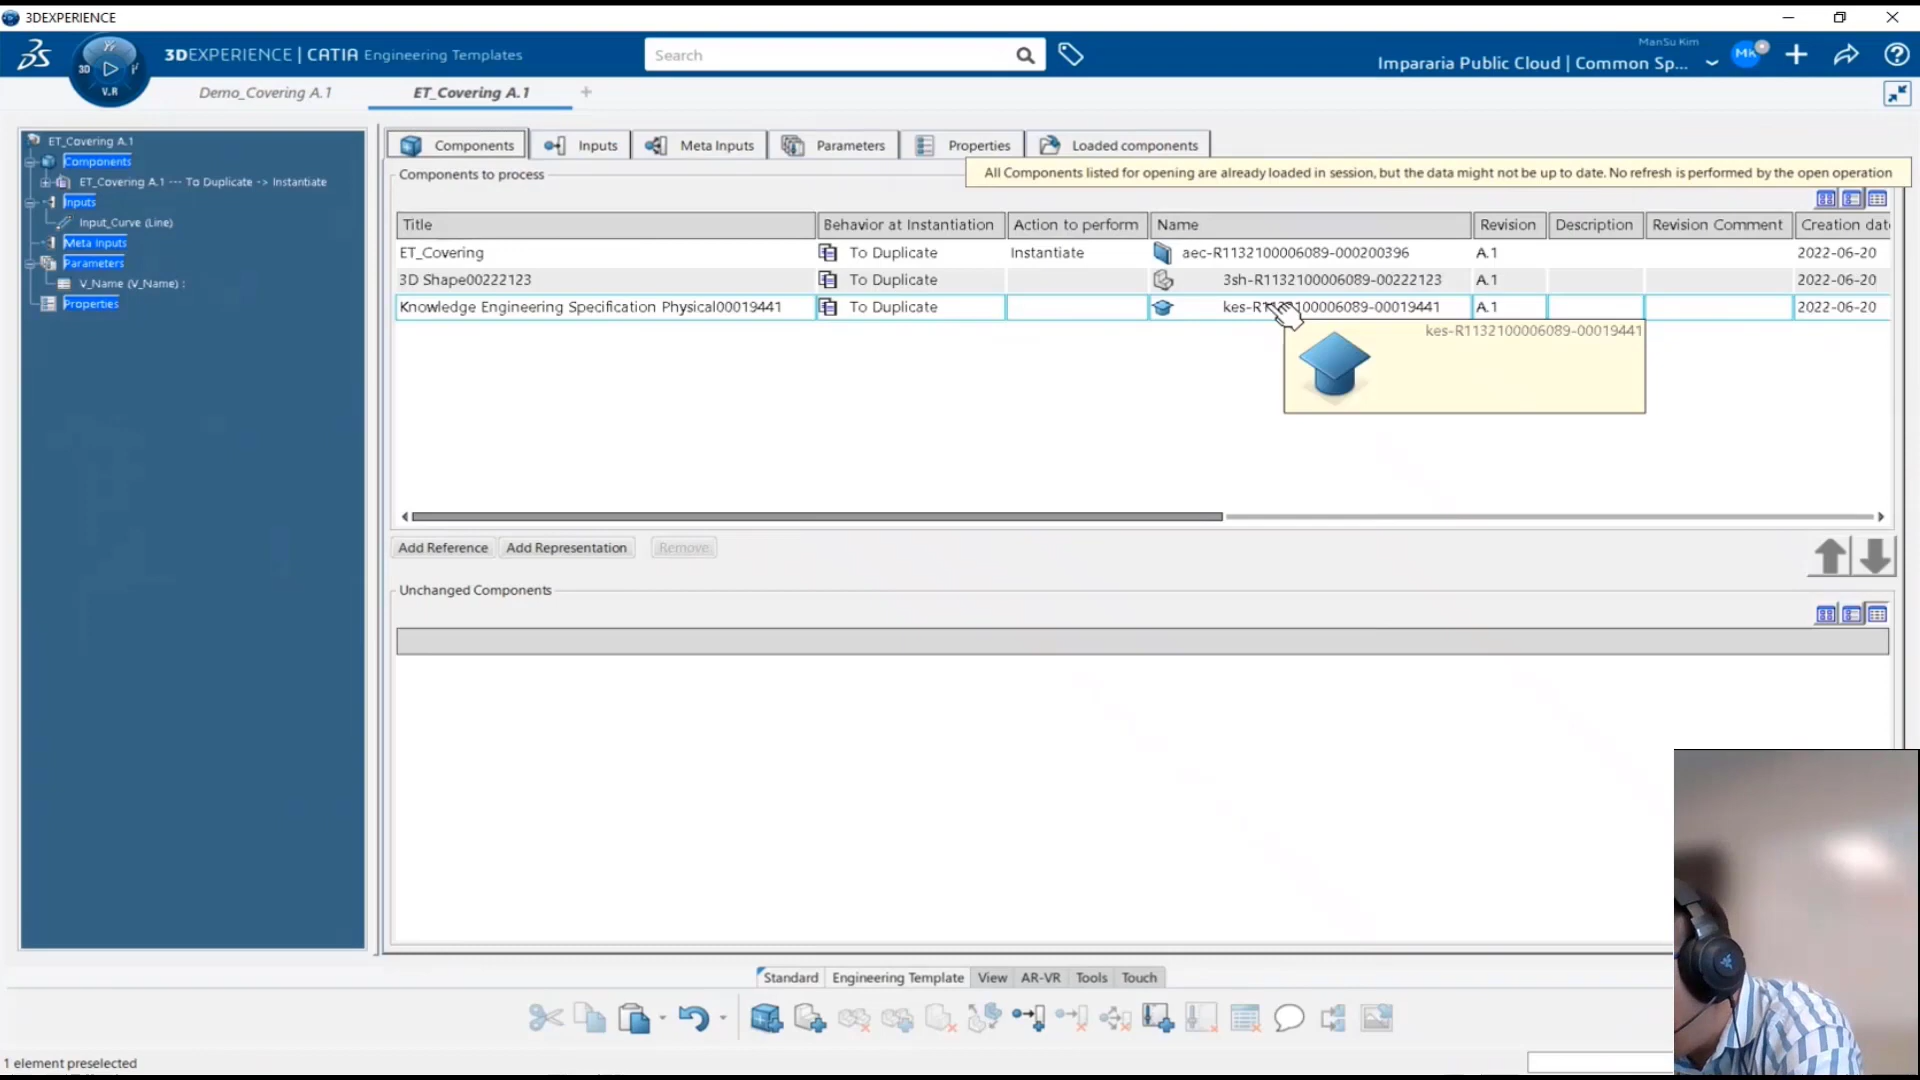 3DEXPERIENCE
3DEXPERIENCE | CATIA Engineering Templates
Search
ManSu Kim
Impararia Public Cloud | Common Sp...
MK
3D
V.R
Demo_Covering A.1
ET_Covering A.1
ET_Covering A.1
Components
ET_Covering A.1 --- To Duplicate -> Instantiate
Inputs
Input_Curve (Line)
Meta Inputs
Parameters
V_Name (V_Name) :
Properties
Components
Inputs
Meta Inputs
Parameters
Properties
Loaded components
Components to process
All Components listed for opening are already loaded in session, but the data might not be up to date. No refresh is performed by the open operation
Title Behavior at Instantiation Action to perform Name Revision Description Revision Comment Creation dat
ET_Covering To Duplicate Instantiate aec-R1132100006089-000200396 A.1 2022-06-20
3D Shape00222123 To Duplicate 3sh-R1132100006089-00222123 A.1 2022-06-20
Knowledge Engineering Specification Physical00019441 To Duplicate kes-R1132100006089-00019441 A.1 2022-06-20
kes-R1132100006089-00019441
Add Reference Add Representation Remove
Unchanged Components
Standard Engineering Template View AR-VR Tools Touch
1 element preselected